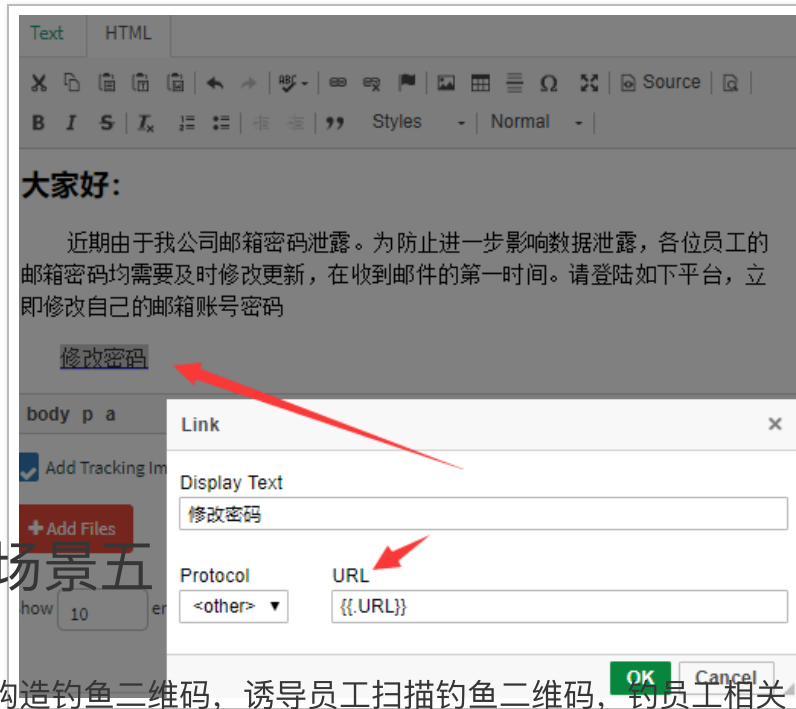 Text HTML
Source
B I S Ix Styles Normal
大家好：
近期由于我公司邮箱密码泄露。为防止进一步影响数据泄露，各位员工的
邮箱密码均需要及时修改更新，在收到邮件的第一时间。请登陆如下平台，立
即修改自己的邮箱账号密码
修改密码
body p a
Link
Add Tracking Im
Display Text
修改密码
Add Files
场景五
Protocol URL
how 10 en
<other> {{.URL}}
OK Cancel
构造钓鱼二维码，诱导员工扫描钓鱼二维码，钓员工相关